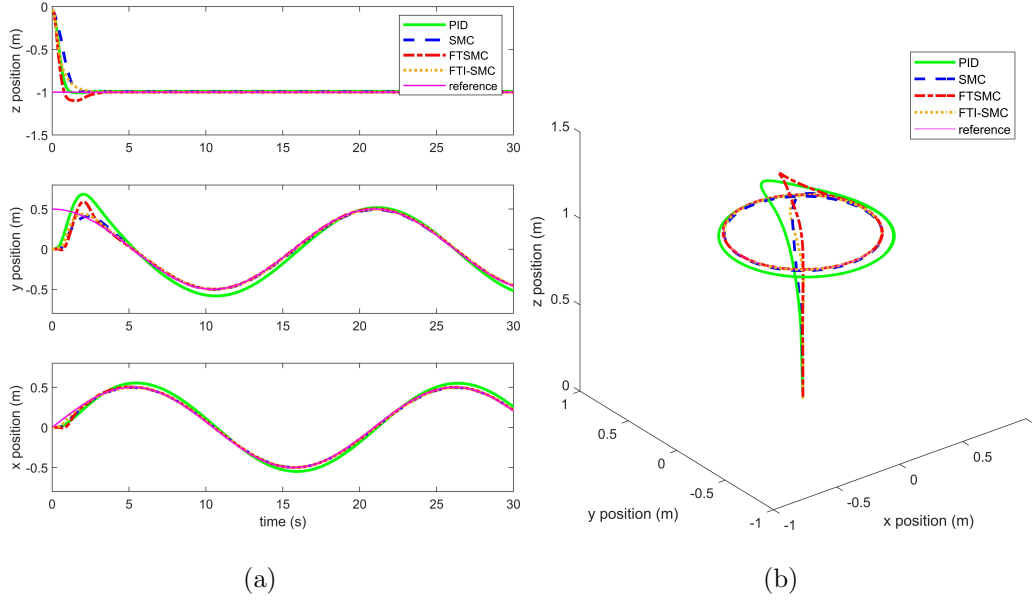 0
-0.5
-1
-1.5
z position (m)
0 5 10 15 20 25 30
PID
SMC
FTSMC
FTI-SMC
reference
0.5
0
-0.5
y position (m)
0 5 10 15 20 25 30
0.5
0
-0.5
x position (m)
0 5 10 15 20 25 30
time (s)
(a)
PID
SMC
FTSMC
FTI-SMC
reference
1.5
1
0.5
0
z position (m)
1
0.5
0
-0.5
-1
y position (m)
-1
-0.5
0
0.5
x position (m)
(b)